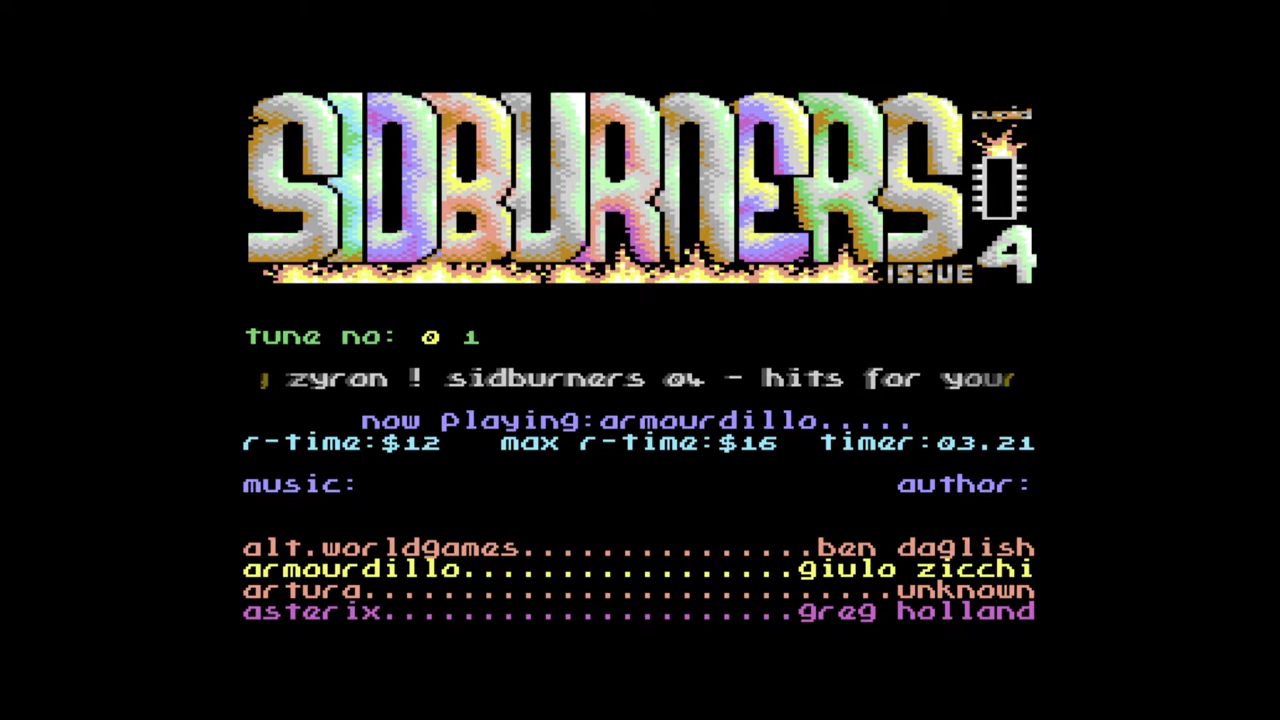 SIDBURNERS
cupid
ISSUE 4
tune no: 0 1
y zyron ! sidburners 04 - hits for your
now playing:armourdillo.....
r-time:$12 max r-time:$16 timer:03.21
music: author:
alt.worldgames...............ben daglish
armourdillo.................giulo zicchi
artura...........................unknown
asterix.....................greg holland